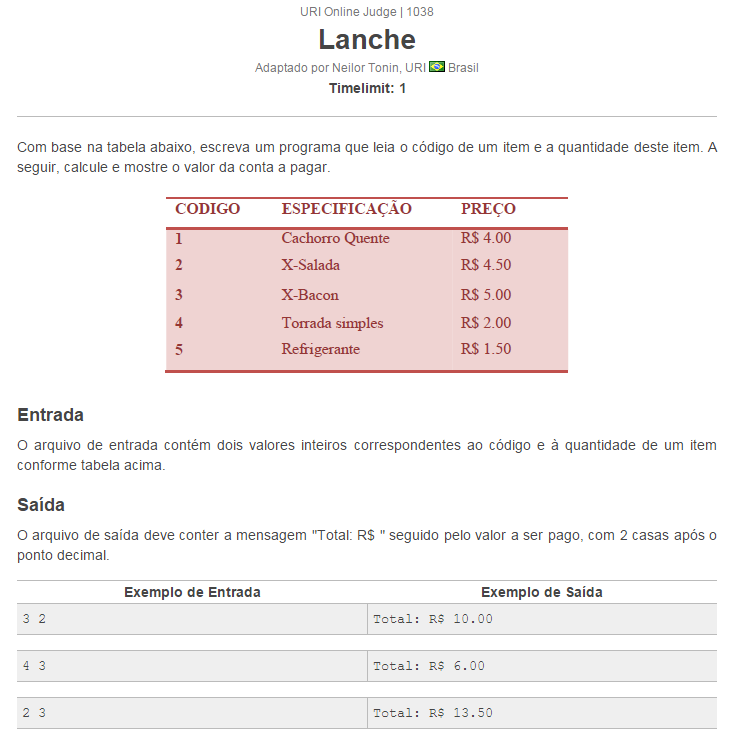 URI Online Judge | 1038
Lanche
Adaptado por Neilor Tonin, URI Brasil
Timelimit: 1
Com base na tabela abaixo, escreva um programa que leia o código de um item e a quantidade deste item. A
seguir, calcule e mostre o valor da conta a pagar.
CODIGO ESPECIFICAÇÃO PREÇO
1 Cachorro Quente R$ 4.00
2 X-Salada R$ 4.50
3 X-Bacon R$ 5.00
4 Torrada simples R$ 2.00
5 Refrigerante R$ 1.50
Entrada
O arquivo de entrada contém dois valores inteiros correspondentes ao código e à quantidade de um item
conforme tabela acima.
Saída
O arquivo de saída deve conter a mensagem "Total: R$ " seguido pelo valor a ser pago, com 2 casas após o
ponto decimal.
Exemplo de Entrada Exemplo de Saída
3 2 Total: R$ 10.00
4 3 Total: R$ 6.00
2 3 Total: R$ 13.50